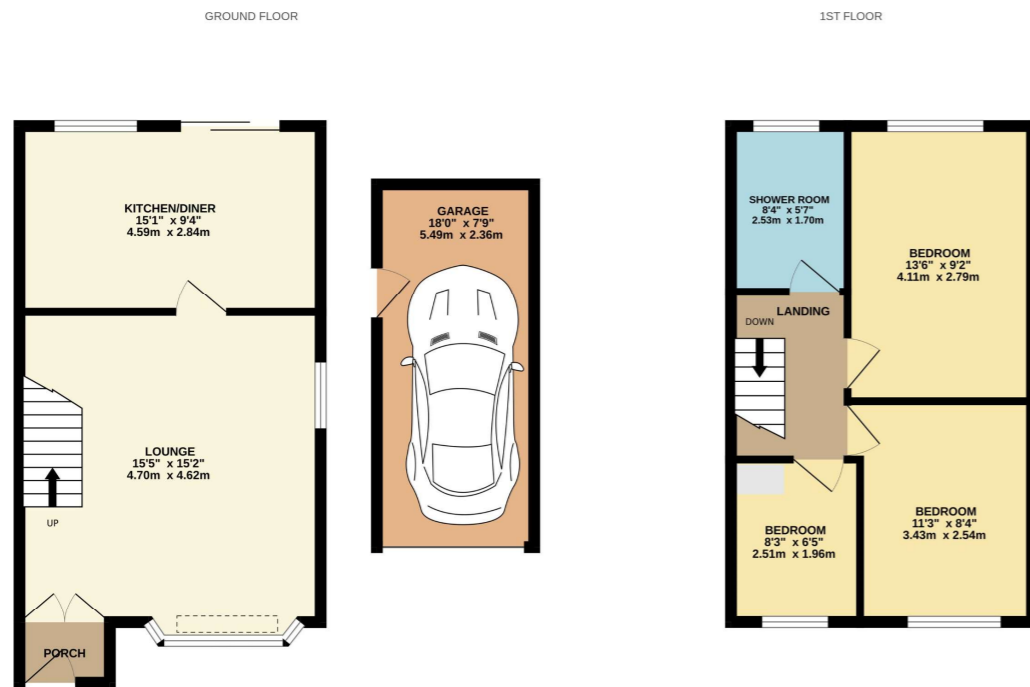 GROUND FLOOR
1ST FLOOR
KITCHEN/DINER
15'1" x 9'4"
4.59m x 2.84m
GARAGE
18'0" x 7'9"
5.49m x 2.36m
LOUNGE
15'5" x 15'2"
4.70m x 4.62m
UP
PORCH
SHOWER ROOM
8'4" x 5'7"
2.53m x 1.70m
BEDROOM
13'6" x 9'2"
4.11m x 2.79m
LANDING
DOWN
BEDROOM
11'3" x 8'4"
3.43m x 2.54m
BEDROOM
8'3" x 6'5"
2.51m x 1.96m